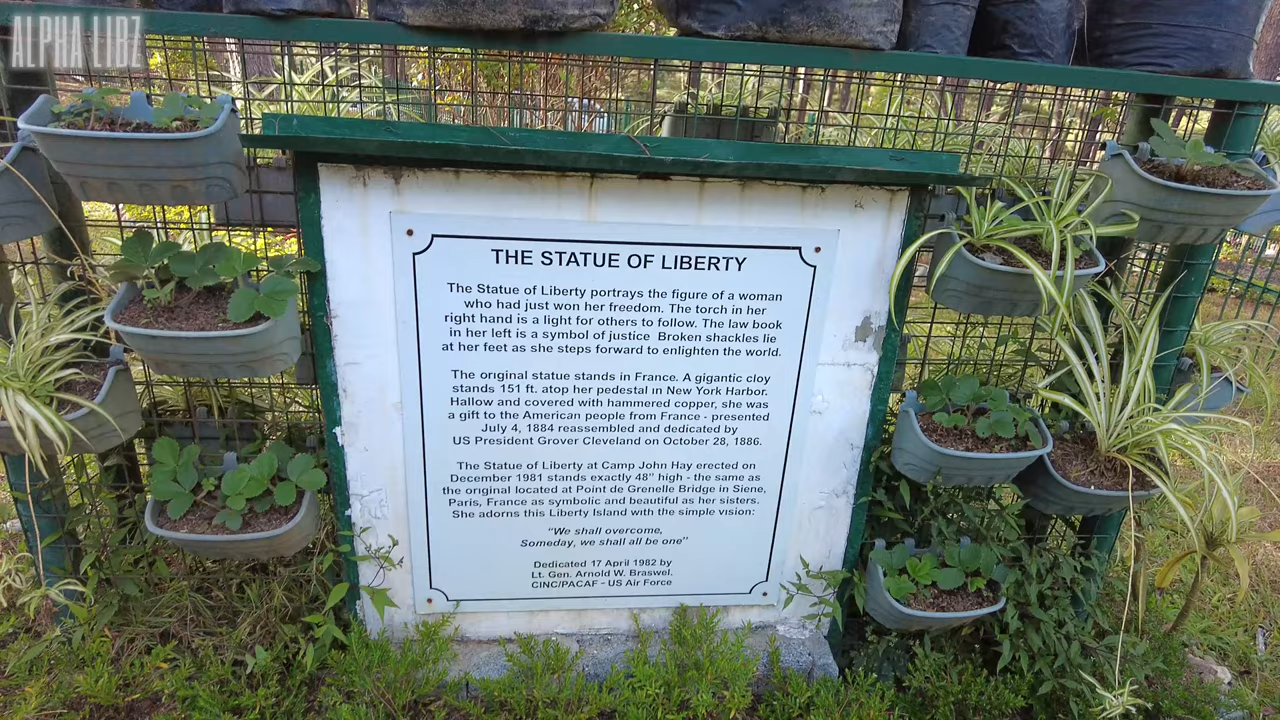 ALPHA LIBZ
THE STATUE OF LIBERTY
The Statue of Liberty portrays the figure of a woman
who had just won her freedom. The torch in her
right hand is a light for others to follow. The law book
in her left is a symbol of justice Broken shackles lie
at her feet as she steps forward to enlighten the world.
The original statue stands in France. A gigantic cloy
stands 151 ft. atop her pedestal in New York Harbor.
Hallow and covered with hammered copper, she was
a gift to the American people from France - presented
July 4, 1884 reassembled and dedicated by
US President Grover Cleveland on October 28, 1886.
The Statue of Liberty at Camp John Hay erected on
December 1981 stands exactly 48" high - the same as
the original located at Point de Grenelle Bridge in Siene,
Paris, France as symbolic and beautiful as her sisters.
She adorns this Liberty Island with the simple vision:
"We shall overcome,
Someday, we shall all be one"
Dedicated 17 April 1982 by
Lt. Gen. Arnold W. Braswel.
CINC/PACAF - US Air Force